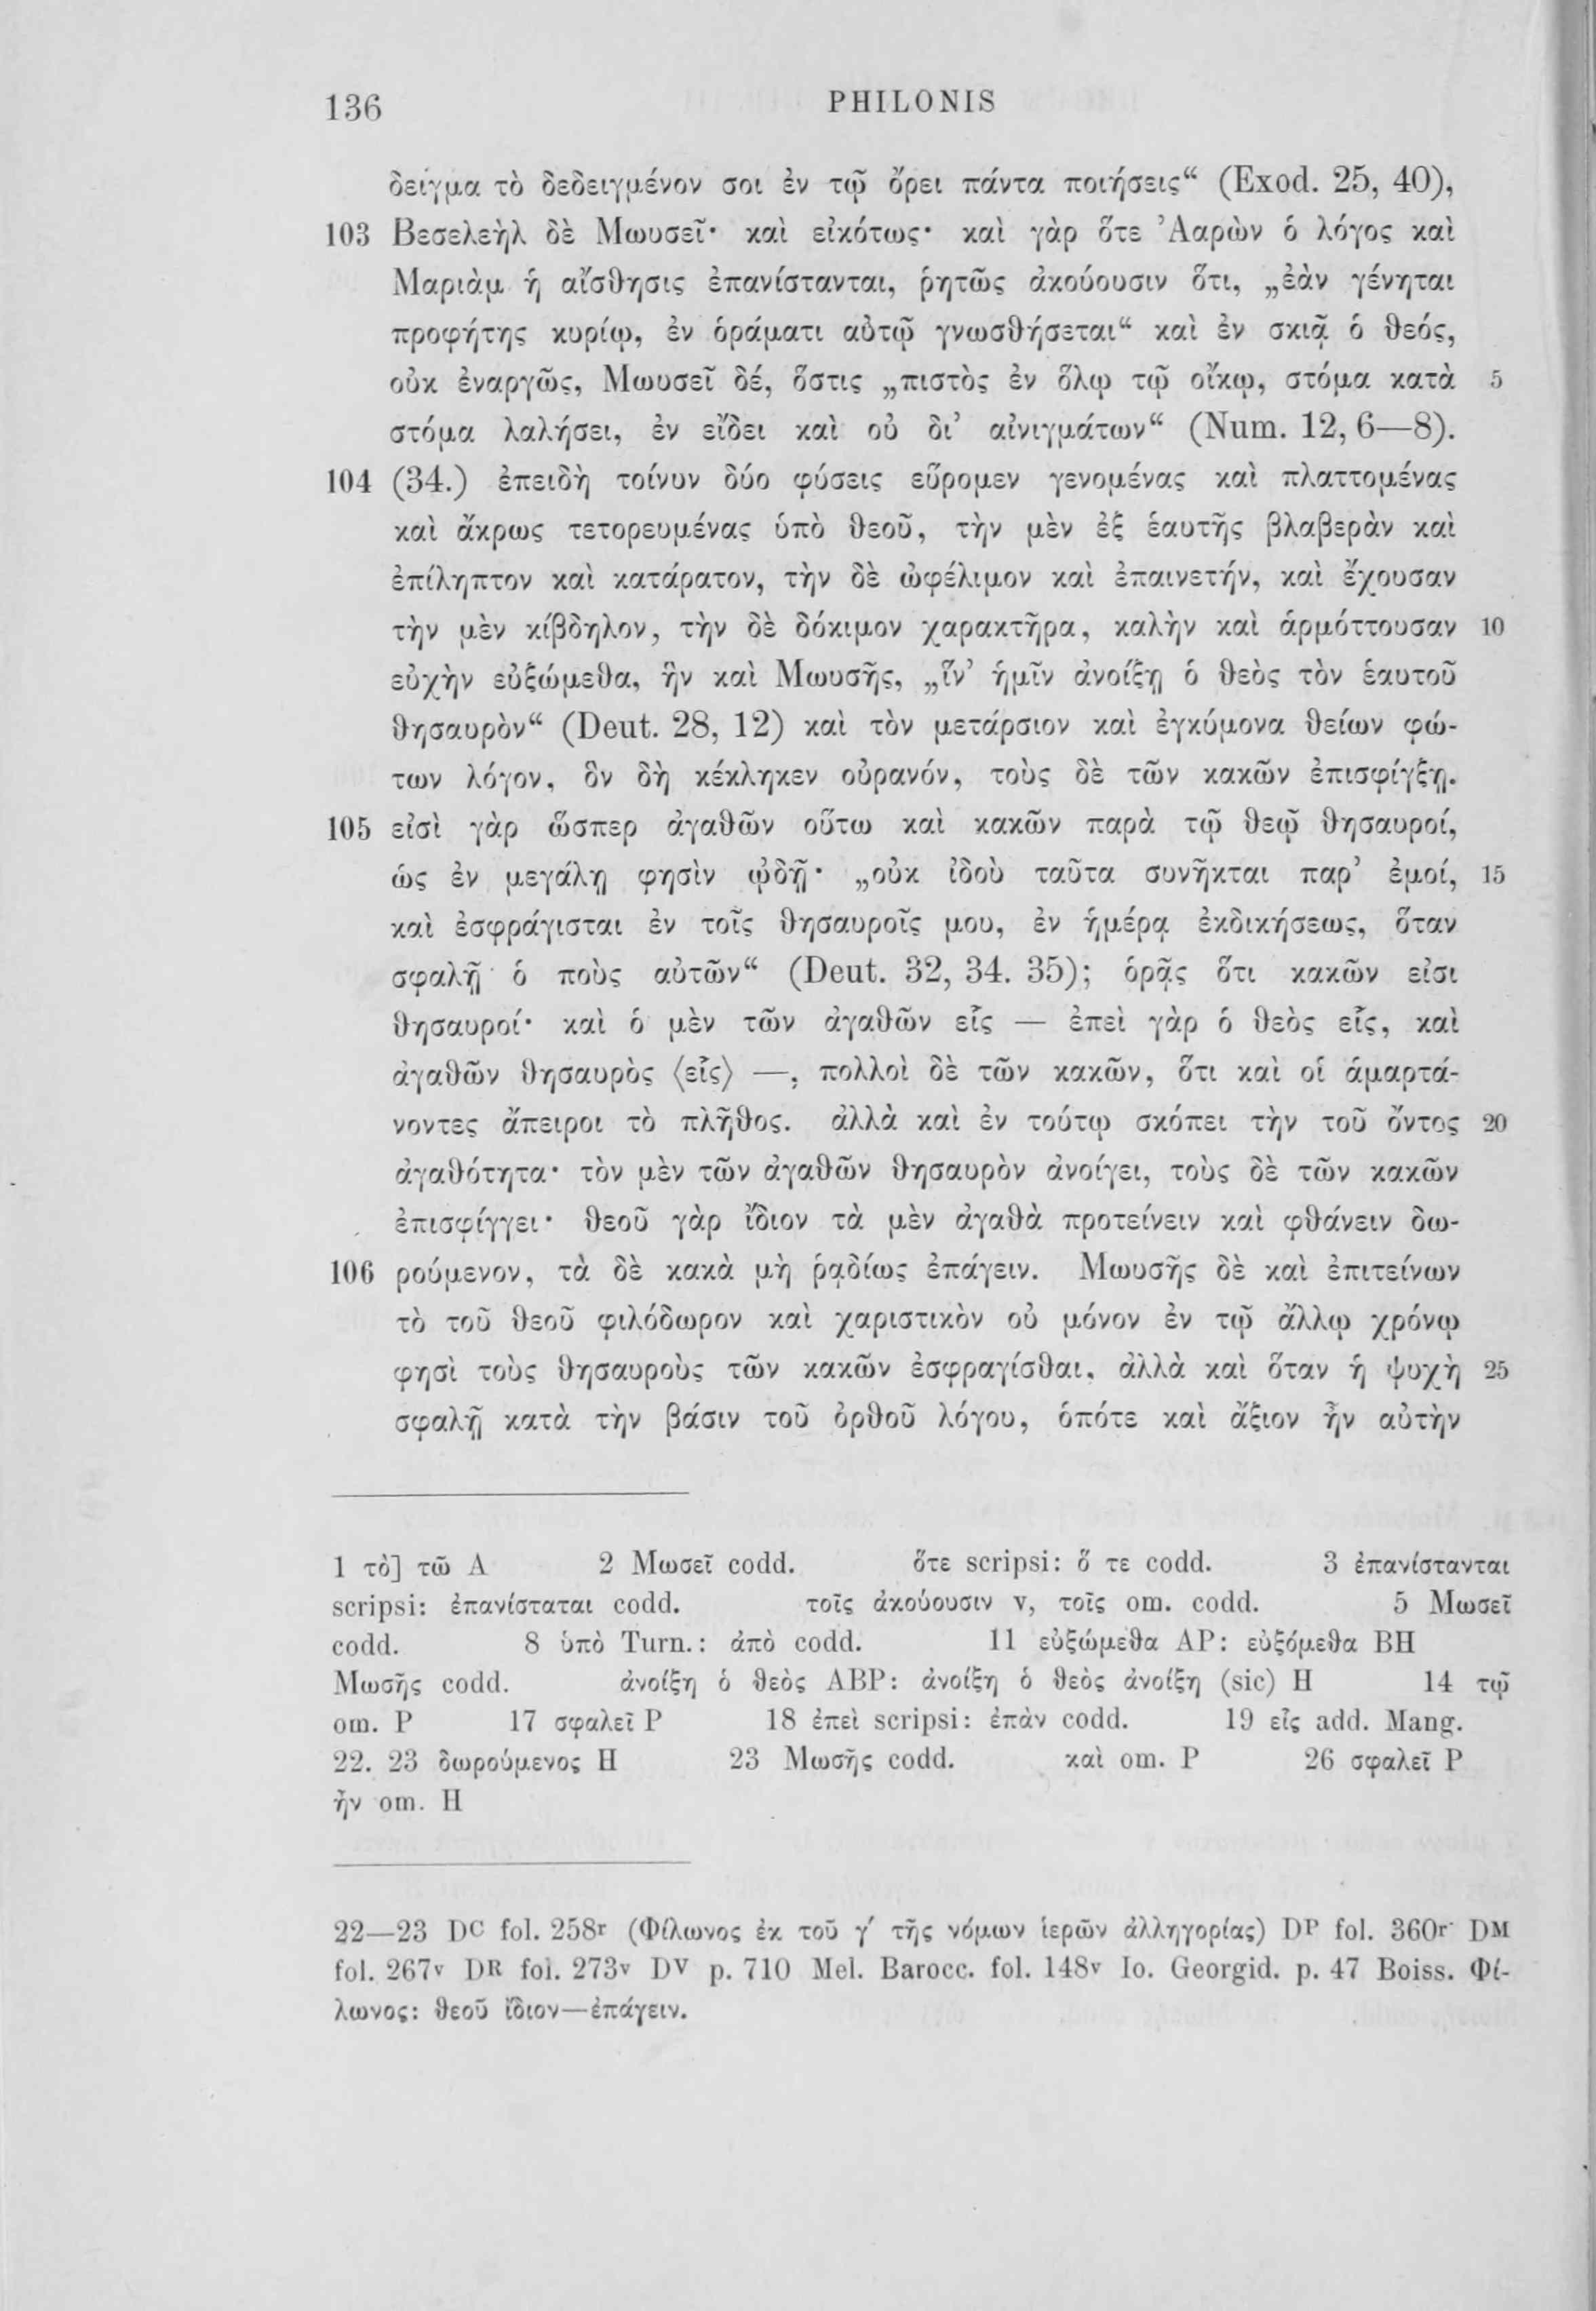 136 PHILONIS
δειγμα τὸ δεδειγμένον σοι ἐν τῷ ὄρει πάντα ποιήσεις“ (Exod. 25, 40),
103 Βεσελεὴλ δὲ Μωυσεῖ· καὶ εἰκότως· καὶ γὰρ ὅτε Ἀαρὼν ὁ λόγος καὶ
Μαριὰμ ἡ αἴσθησις ἐπανίστανται, ῥητῶς ἀκούουσιν ὅτι, „ἐὰν γένηται
προφήτης κυρίῳ, ἐν ὁράματι αὐτῷ γνωσθήσεται“ καὶ ἐν σκιᾷ ὁ θεός,
οὐκ ἐναργῶς, Μωυσεῖ δέ, ὅστις „πιστὸς ἐν ὅλῳ τῷ οἴκῳ, στόμα κατὰ 5
στόμα λαλήσει, ἐν εἴδει καὶ οὐ δι’ αἰνιγμάτων“ (Num. 12, 6—8).
104 (34.) ἐπειδὴ τοίνυν δύο φύσεις εὕρομεν γενομένας καὶ πλαττομένας
καὶ ἄκρως τετορευμένας ὑπὸ θεοῦ, τὴν μὲν ἐξ ἑαυτῆς βλαβερὰν καὶ
ἐπίληπτον καὶ κατάρατον, τὴν δὲ ὠφέλιμον καὶ ἐπαινετήν, καὶ ἔχουσαν
τὴν μὲν κίβδηλον, τὴν δὲ δόκιμον χαρακτῆρα, καλὴν καὶ ἁρμόττουσαν 10
εὐχὴν εὐξώμεθα, ἣν καὶ Μωυσῆς, „ἵν’ ἡμῖν ἀνοίξῃ ὁ θεὸς τὸν ἑαυτοῦ
θησαυρὸν“ (Deut. 28, 12) καὶ τὸν μετάρσιον καὶ ἐγκύμονα θείων φώ-
των λόγον, ὃν δὴ κέκληκεν οὐρανόν, τοὺς δὲ τῶν κακῶν ἐπισφίγξῃ.
105 εἰσὶ γὰρ ὥσπερ ἀγαθῶν οὕτω καὶ κακῶν παρὰ τῷ θεῷ θησαυροί,
ὡς ἐν μεγάλῃ φησὶν ᾠδῇ· „οὐκ ἰδοὺ ταῦτα συνῆκται παρ’ ἐμοί, 15
καὶ ἐσφράγισται ἐν τοῖς θησαυροῖς μου, ἐν ἡμέρᾳ ἐκδικήσεως, ὅταν
σφαλῇ ὁ ποὺς αὐτῶν“ (Deut. 32, 34. 35); ὁρᾷς ὅτι κακῶν εἰσι
θησαυροί· καὶ ὁ μὲν τῶν ἀγαθῶν εἷς — ἐπεὶ γὰρ ὁ θεὸς εἷς, καὶ
ἀγαθῶν θησαυρὸς ⟨εἷς⟩ —, πολλοὶ δὲ τῶν κακῶν, ὅτι καὶ οἱ ἁμαρτά-
νοντες ἄπειροι τὸ πλῆθος. ἀλλὰ καὶ ἐν τούτῳ σκόπει τὴν τοῦ ὄντος 20
ἀγαθότητα· τὸν μὲν τῶν ἀγαθῶν θησαυρὸν ἀνοίγει, τοὺς δὲ τῶν κακῶν
ἐπισφίγγει· θεοῦ γὰρ ἴδιον τὰ μὲν ἀγαθὰ προτείνειν καὶ φθάνειν δω-
106 ρούμενον, τὰ δὲ κακὰ μὴ ῥᾳδίως ἐπάγειν. Μωυσῆς δὲ καὶ ἐπιτείνων
τὸ τοῦ θεοῦ φιλόδωρον καὶ χαριστικὸν οὐ μόνον ἐν τῷ ἄλλῳ χρόνῳ
φησὶ τοὺς θησαυροὺς τῶν κακῶν ἐσφραγίσθαι, ἀλλὰ καὶ ὅταν ἡ ψυχὴ 25
σφαλῇ κατὰ τὴν βάσιν τοῦ ὀρθοῦ λόγου, ὁπότε καὶ ἄξιον ἦν αὐτὴν
1 τὸ] τῶ A 2 Μωσεῖ codd. ὅτε scripsi: ὅ τε codd. 3 ἐπανίστανται
scripsi: ἐπανίσταται codd. τοῖς ἀκούουσιν v, τοῖς om. codd. 5 Μωσεῖ
codd. 8 ὑπὸ Turn.: ἀπὸ codd. 11 εὐξώμεθα AP: εὐξόμεθα BH
Μωσῆς codd. ἀνοίξη ὁ θεὸς ABP: ἀνοίξη ὁ θεὸς ἀνοίξη (sic) H 14 τῷ
om. P 17 σφαλεῖ P 18 ἐπεὶ scripsi: ἐπὰν codd. 19 εἷς add. Mang.
22. 23 δωρούμενος H 23 Μωσῆς codd. καὶ om. P 26 σφαλεῖ P
ἦν om. H
22—23 Dᶜ fol. 258r (Φίλωνος ἐκ τοῦ γ´ τῆς νόμων ἱερῶν ἀλληγορίας) Dᴾ fol. 360r Dᴹ
fol. 267v Dᴿ fol. 273v Dⱽ p. 710 Mel. Barocc. fol. 148v Io. Georgid. p. 47 Boiss. Φί-
λωνος: θεοῦ ἴδιον—ἐπάγειν.